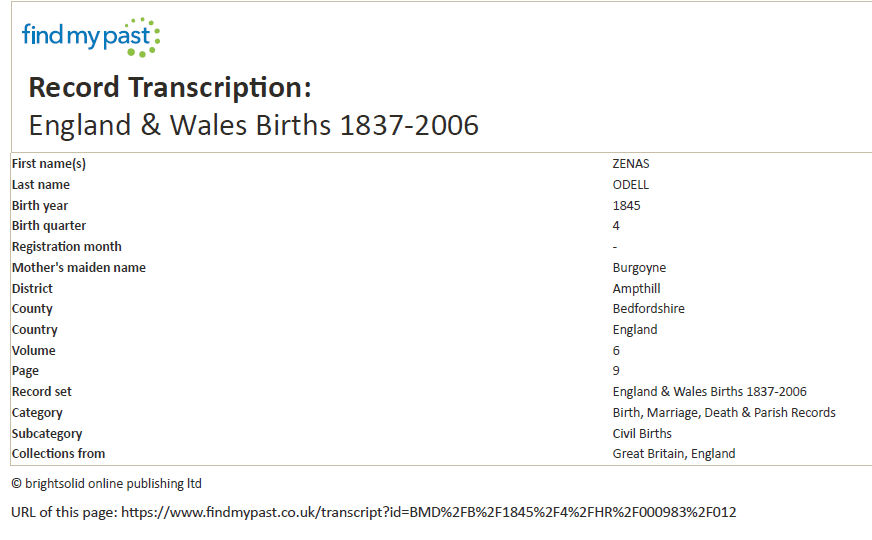 findmypast
Record Transcription:
England & Wales Births 1837-2006
First name(s) ZENAS
Last name ODELL
Birth year 1845
Birth quarter 4
Registration month -
Mother's maiden name Burgoyne
District Ampthill
County Bedfordshire
Country England
Volume 6
Page 9
Record set England & Wales Births 1837-2006
Category Birth, Marriage, Death & Parish Records
Subcategory Civil Births
Collections from Great Britain, England
© brightsolid online publishing ltd
URL of this page: https://www.findmypast.co.uk/transcript?id=BMD%2FB%2F1845%2F4%2FHR%2F000983%2F012